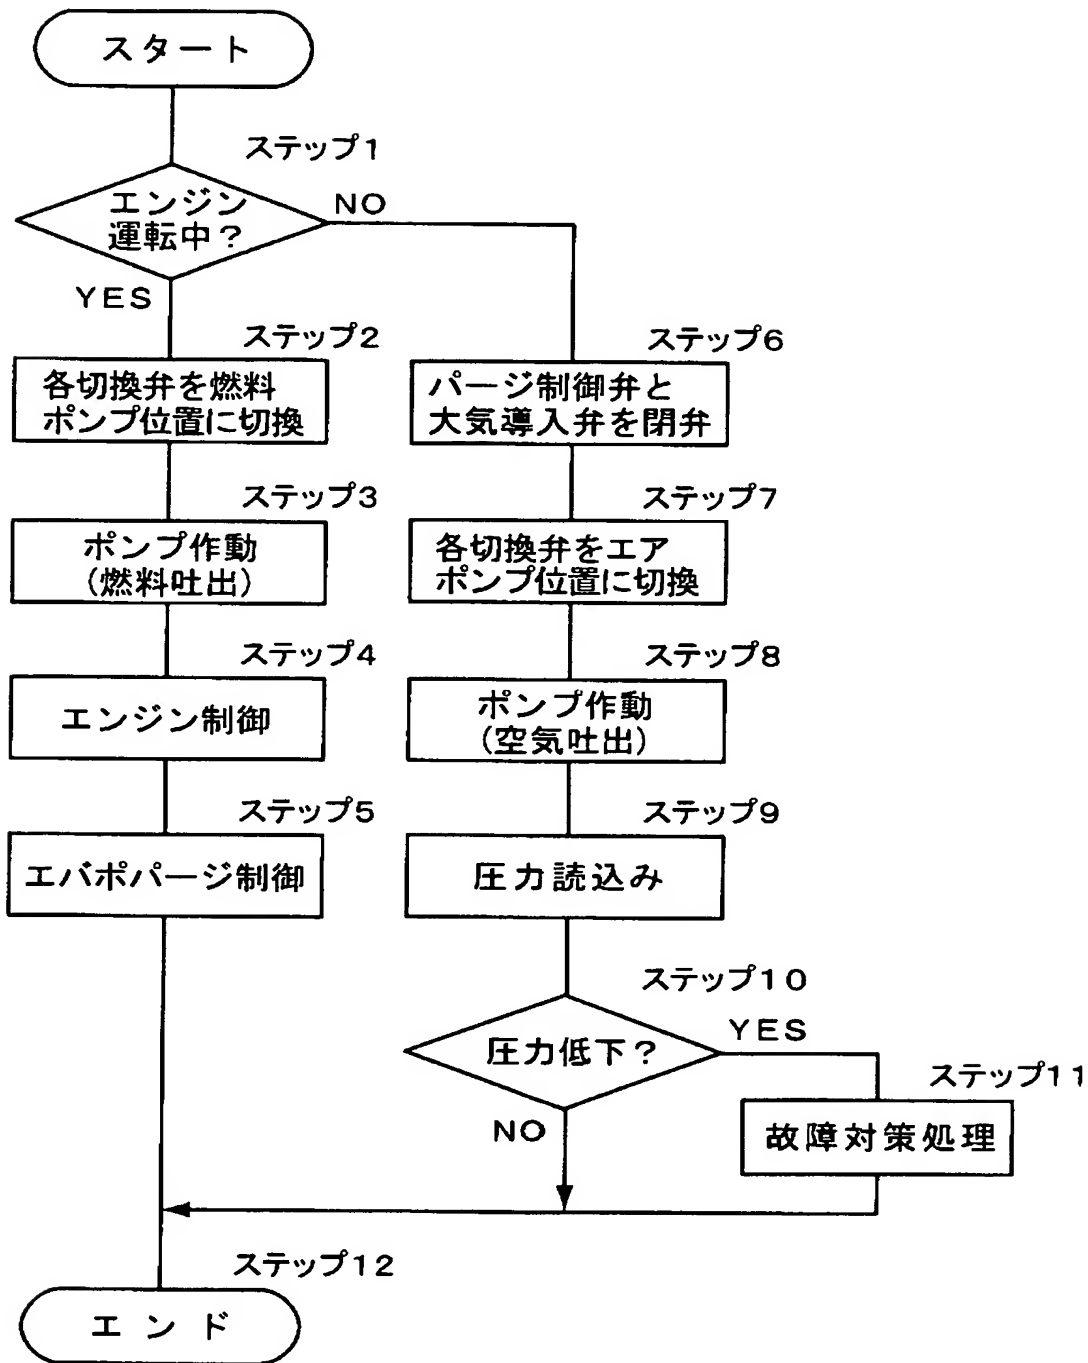 スタート
ステップ1
エンジン
運転中?
NO
YES
ステップ2
各切換弁を燃料
ポンプ位置に切換
ステップ3
ポンプ作動
(燃料吐出)
ステップ4
エンジン制御
ステップ5
エバポパージ制御
ステップ6
パージ制御弁と
大気導入弁を閉弁
ステップ7
各切換弁をエア
ポンプ位置に切換
ステップ8
ポンプ作動
(空気吐出)
ステップ9
圧力読込み
ステップ10
圧力低下?
YES
NO
ステップ11
故障対策処理
ステップ12
エンド